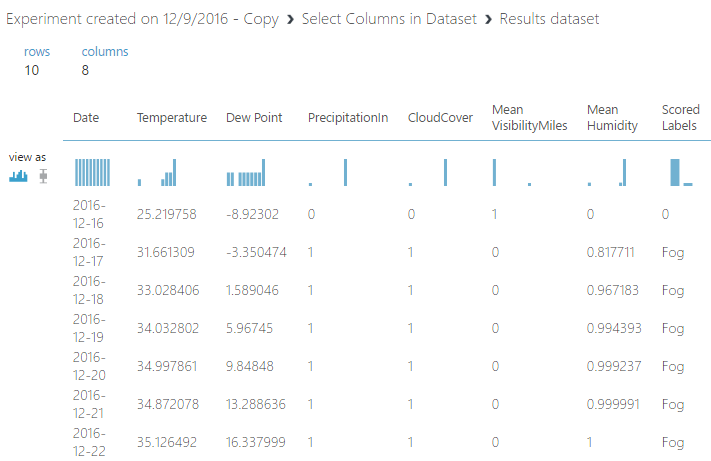 Experiment created on 12/9/2016 - Copy › Select Columns in Dataset › Results dataset
rows columns
10 8
Date Temperature Dew Point PrecipitationIn CloudCover Mean VisibilityMiles Mean Humidity Scored Labels
view as
2016-12-16 25.219758 -8.92302 0 0 1 0 0
2016-12-17 31.661309 -3.350474 1 1 0 0.817711 Fog
2016-12-18 33.028406 1.589046 1 1 0 0.967183 Fog
2016-12-19 34.032802 5.96745 1 1 0 0.994393 Fog
2016-12-20 34.997861 9.84848 1 1 0 0.999237 Fog
2016-12-21 34.872078 13.288636 1 1 0 0.999991 Fog
2016-12-22 35.126492 16.337999 1 1 0 1 Fog